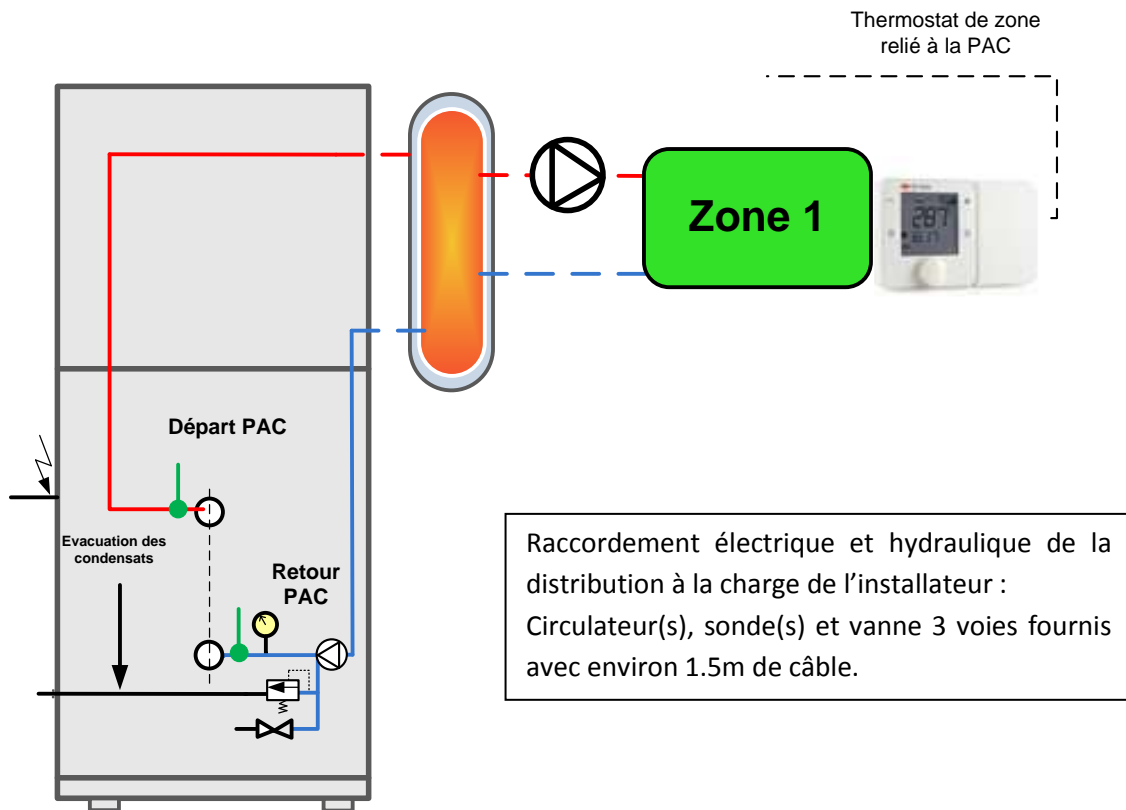 Thermostat de zone
relié à la PAC
Zone 1
Départ PAC
Evacuation des
condensats
Retour
PAC
Raccordement électrique et hydraulique de la
distribution à la charge de l’installateur :
Circulateur(s), sonde(s) et vanne 3 voies fournis
avec environ 1.5m de câble.